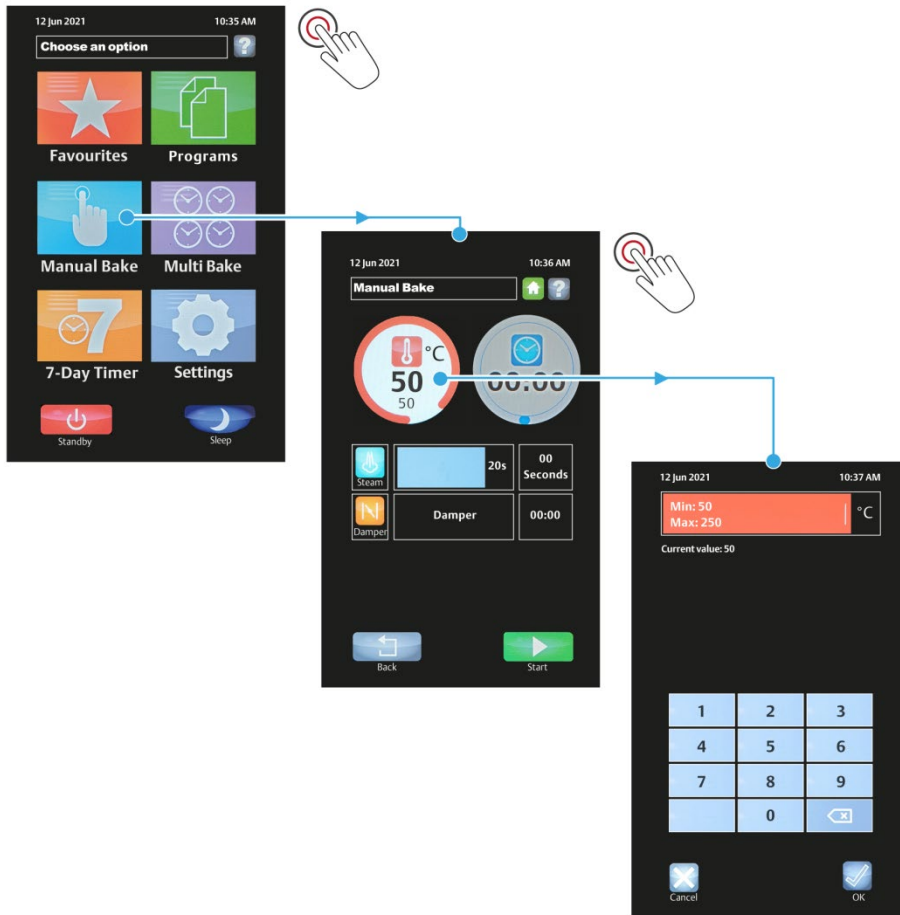 12 Jun 2021 10:35 AM
Choose an option ?
Favourites Programs
Manual Bake Multi Bake
7
7-Day Timer Settings
Standby Sleep
12 Jun 2021 10:36 AM
Manual Bake ?
°C
50 00:00
50
20s 00 Seconds
Steam
N Damper 00:00
Damper
Back Start
12 Jun 2021 10:37 AM
Min: 50 °C
Max: 250
Current value: 50
1 2 3
4 5 6
7 8 9
0
Cancel OK